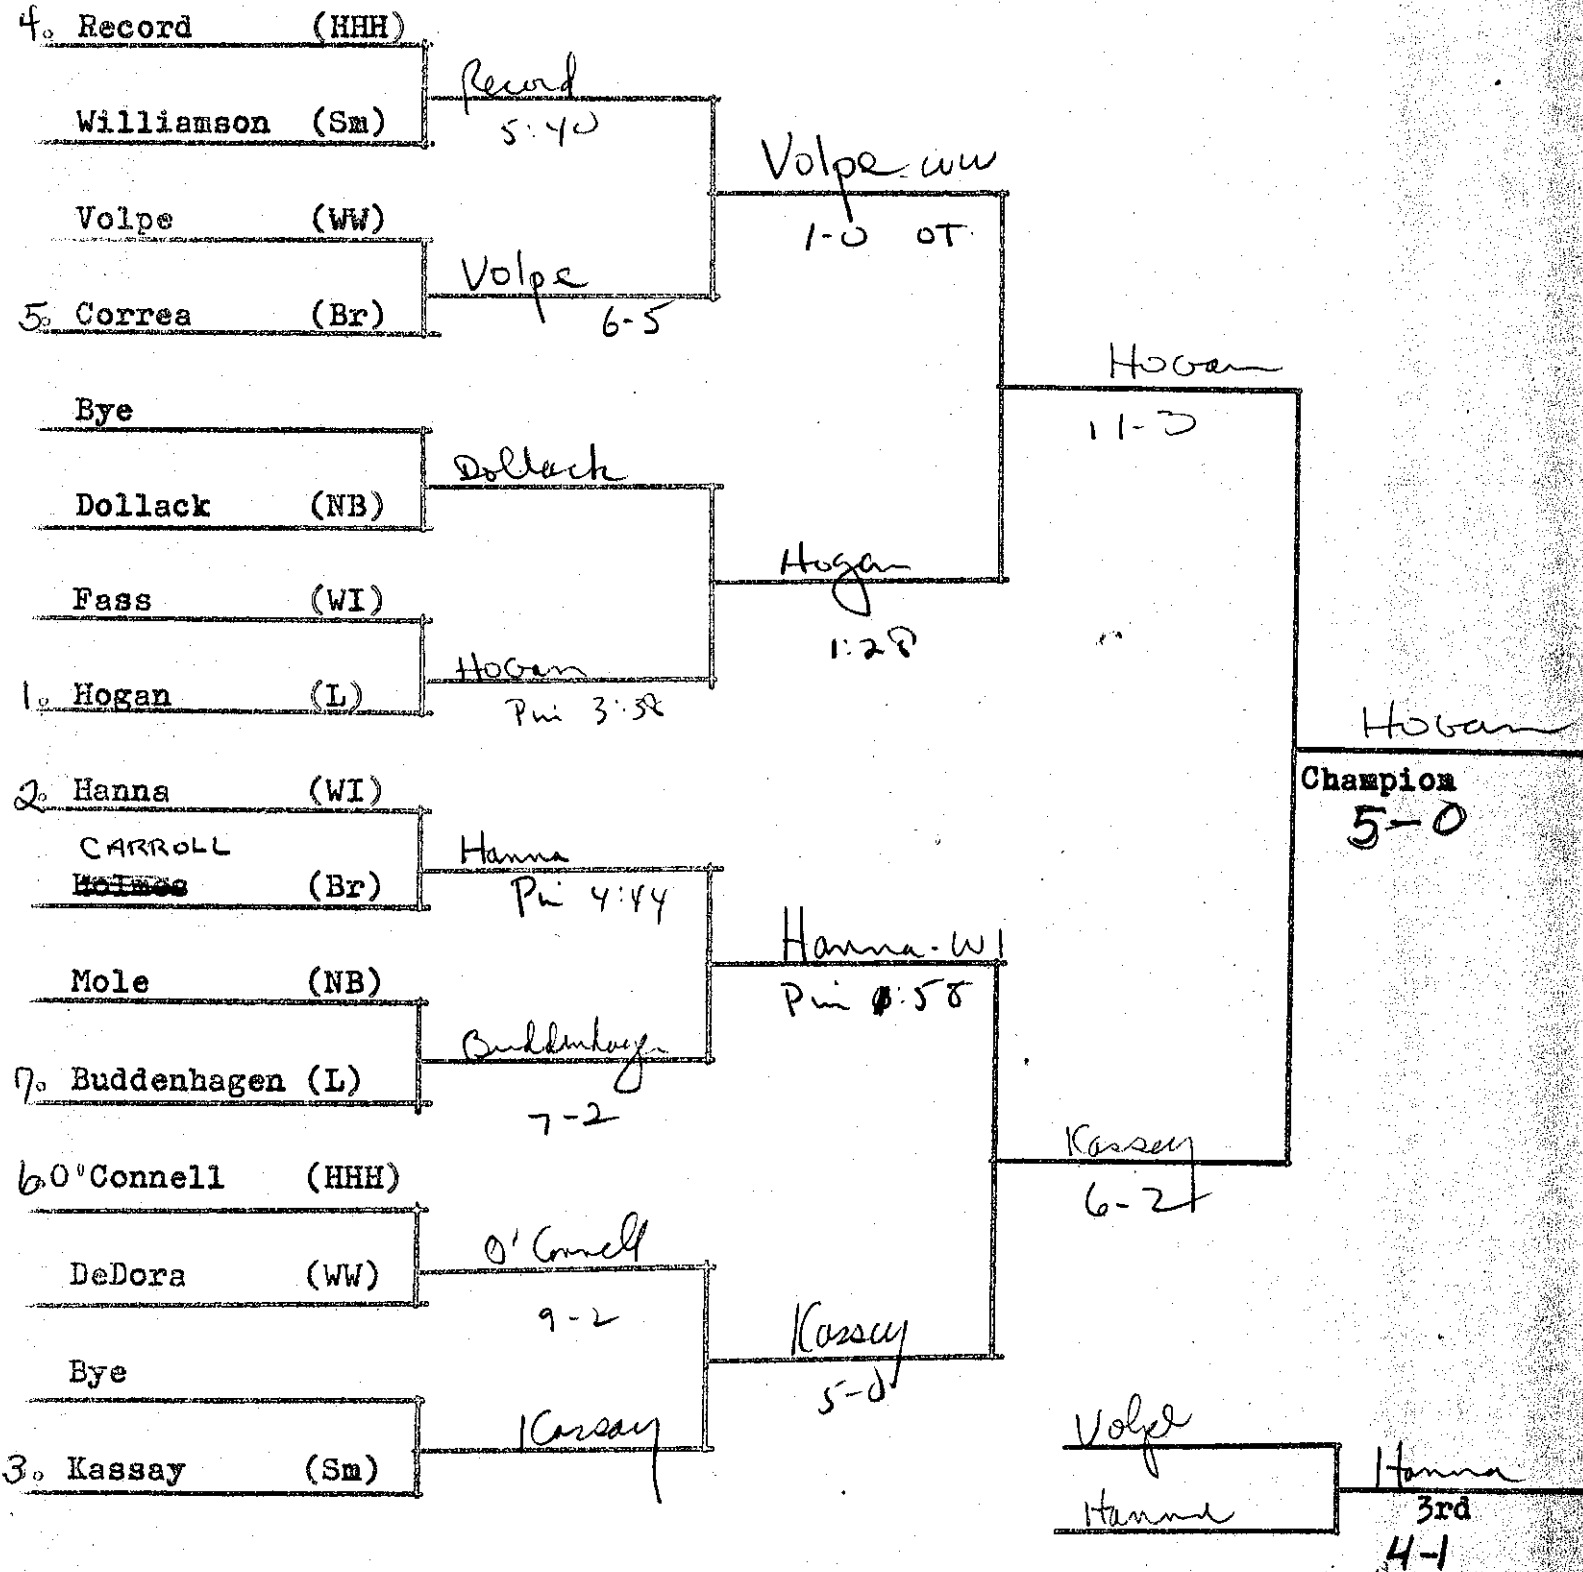 4. Record (HHH)
Record
Williamson (Sm)
5:40
Volpe-WW
Volpe (WW)
1-0 OT
Volpe
5. Correa (Br)
6-5
Hogan
Bye
11-3
Dollack
Dollack (NB)
Hogan
Fass (WI)
1:28
Hogan
1. Hogan (L)
Pin 3:58
Hogan
2. Hanna (WI)
Champion
5-0
CARROLL
Hanna
Holmes (Br)
Pin 4:44
Hanna-WI
Mole (NB)
Pin :58
Buddenhagen
7. Buddenhagen (L)
7-2
Kassay
6. O'Connell (HHH)
6-2
O'Connell
DeDora (WW)
9-2
Kassay
Bye
5-0
Volpe
Kassay
3. Kassay (Sm)
Hanna
Hanna
3rd
4-1